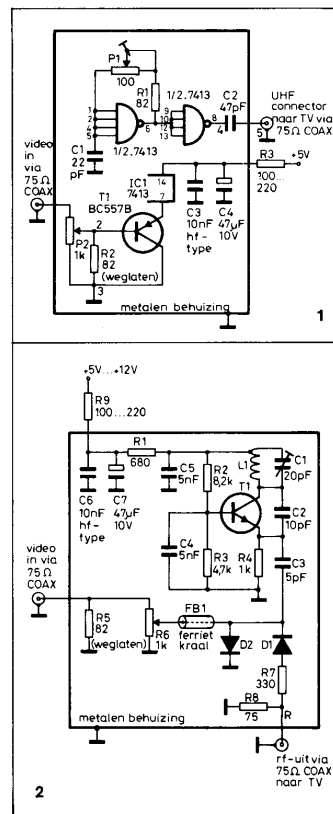 P1
100
R1
82
1/2.7413
C2
47pF
1
2
4
5
6
9
10
12
13
8
4
5
UHF
connector
naar TV via
75Ω COAX
1/2.7413
C1
22
pF
video
in via
75Ω
COAX
R3
100...
220
+5V
IC1
7413
14
7
T1
BC557B
C3
10nF
hf-
type
C4
47µF
10V
P2
1k
2
R2
82
(weglaten)
3
metalen behuizing
1
+5V...+12V
R9
100...220
R1
680
C6
10nF
hf-
type
C7
47µF
10V
C5
5nF
R2
8,2k
L1
C1
20pF
T1
C2
10pF
C4
5nF
R3
4,7k
R4
1k
C3
5pF
video
in via
75Ω
COAX
R5
82
(weglaten)
R6
1k
FB1
ferriet
kraal
D2
D1
R7
330
R8
75
R
metalen behuizing
rf-uit via
75Ω COAX
naar TV
2